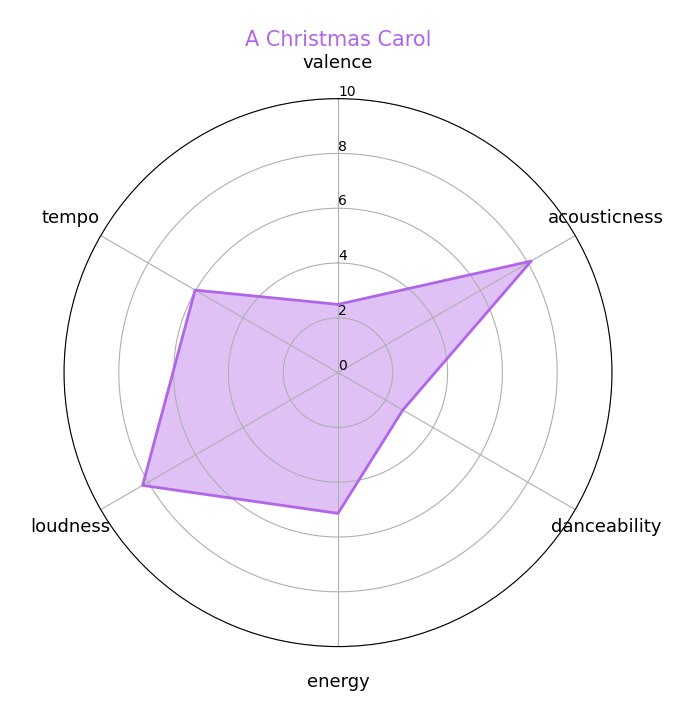 A Christmas Carol
valence
10
8
tempo
6
acousticness
4
2
0
loudness
danceability
energy